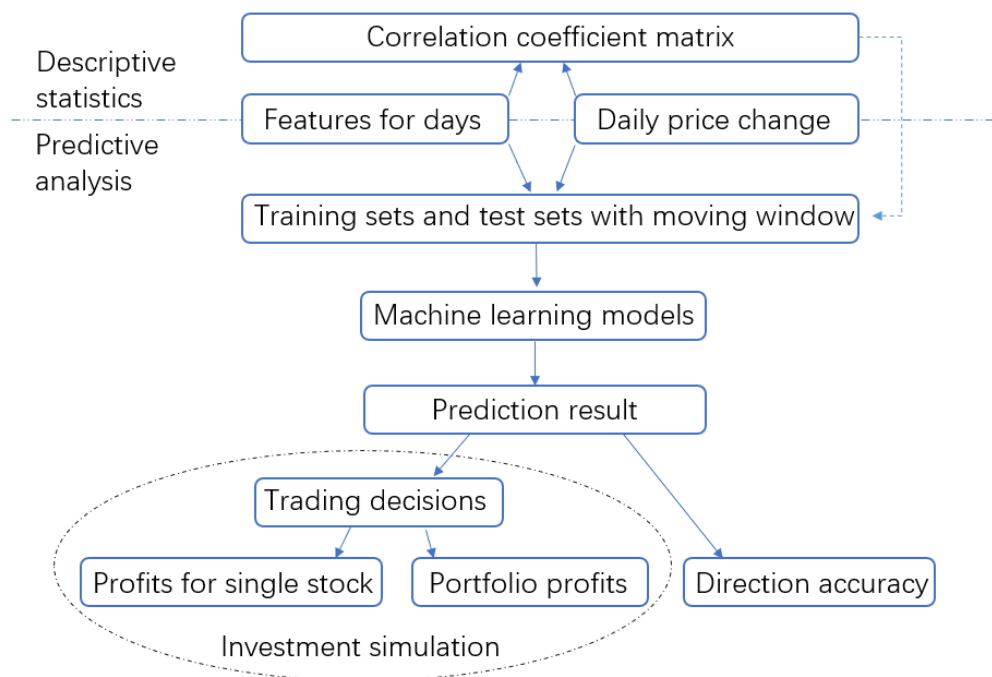 Correlation coefficient matrix
Descriptive
statistics
Features for days
Daily price change
Predictive
analysis
Training sets and test sets with moving window
Machine learning models
Prediction result
Trading decisions
Profits for single stock
Portfolio profits
Direction accuracy
Investment simulation